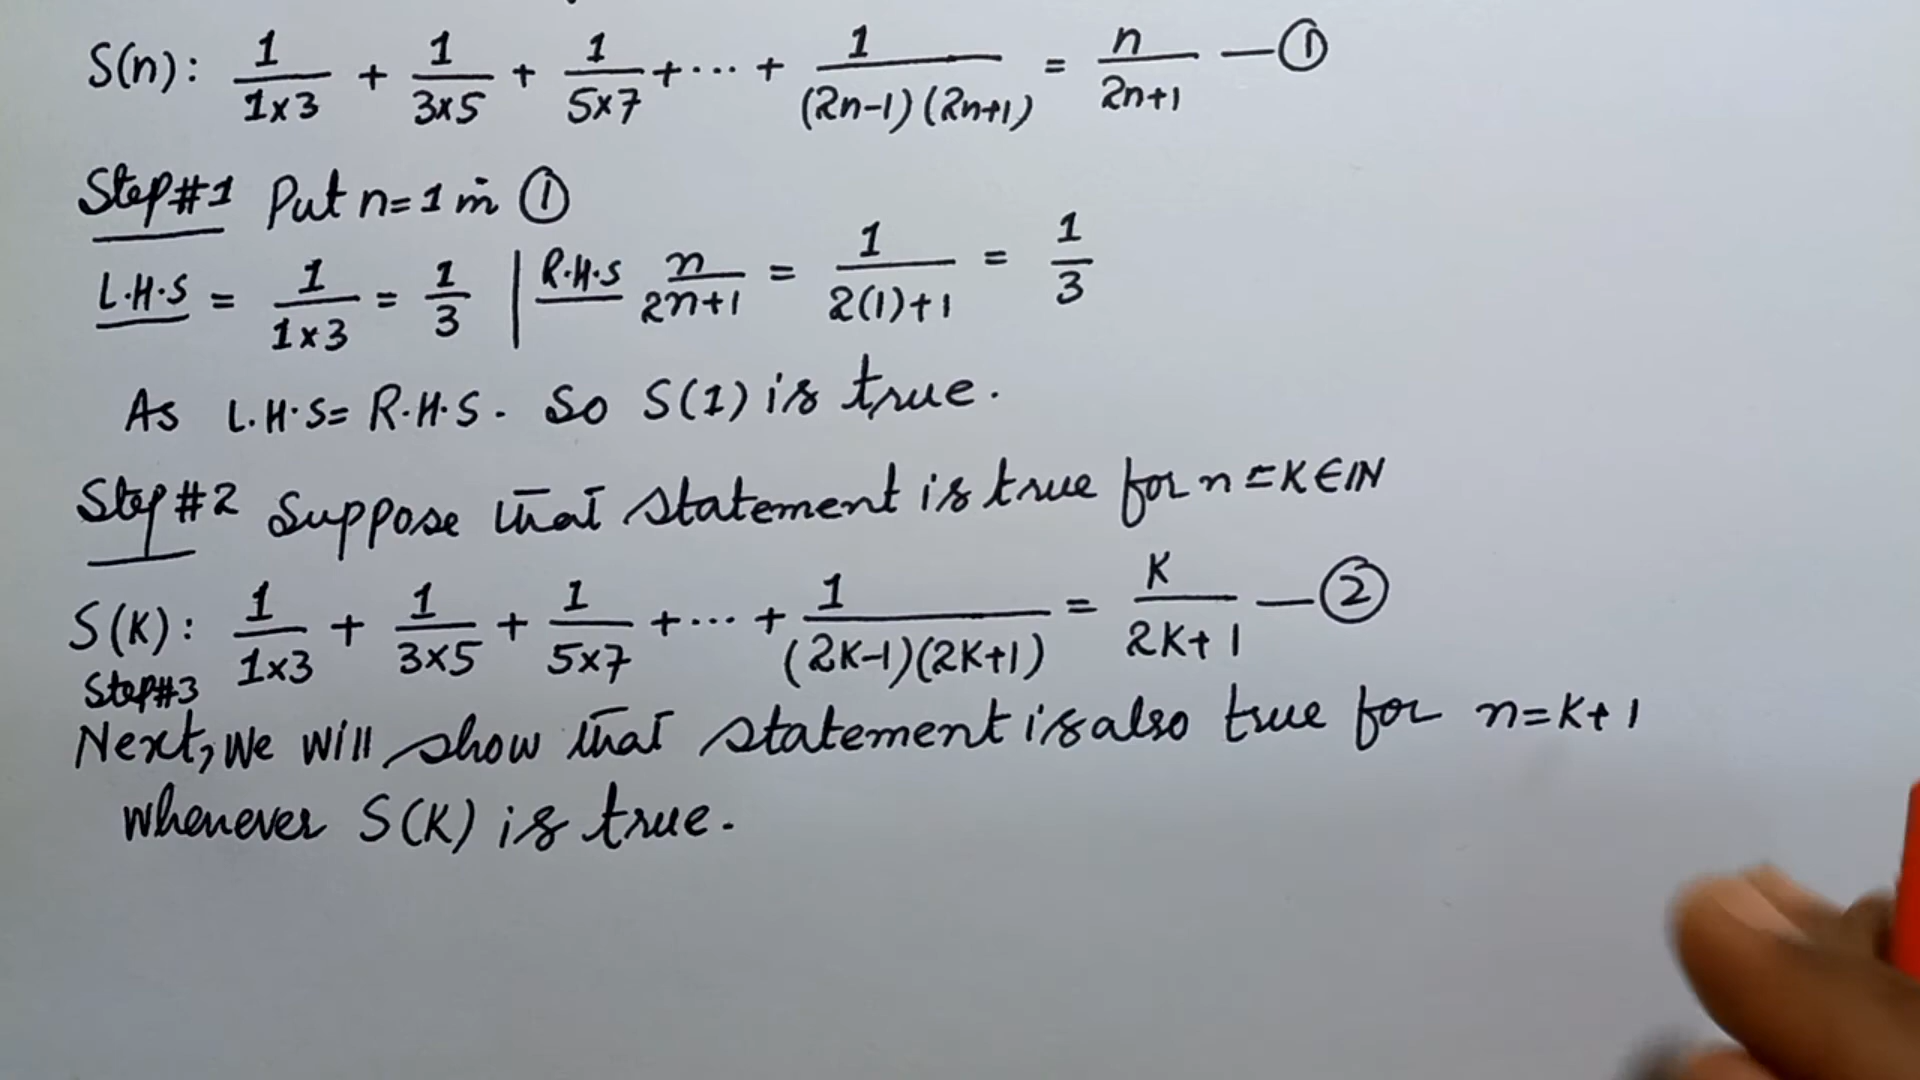 S(n): 1/(1×3) + 1/(3×5) + 1/(5×7) + ··· + 1/((2n-1)(2n+1)) = n/(2n+1) — ①
Step#1 Put n=1 in ①
L.H.S = 1/(1×3) = 1/3 | R.H.S n/(2n+1) = 1/(2(1)+1) = 1/3
As L.H.S = R.H.S. So S(1) is true.
Step#2 Suppose that statement is true for n=K∈ℕ
S(K): 1/(1×3) + 1/(3×5) + 1/(5×7) + ··· + 1/((2K-1)(2K+1)) = K/(2K+1) — ②
Step#3
Next, We will show that statement is also true for n=K+1
whenever S(K) is true.